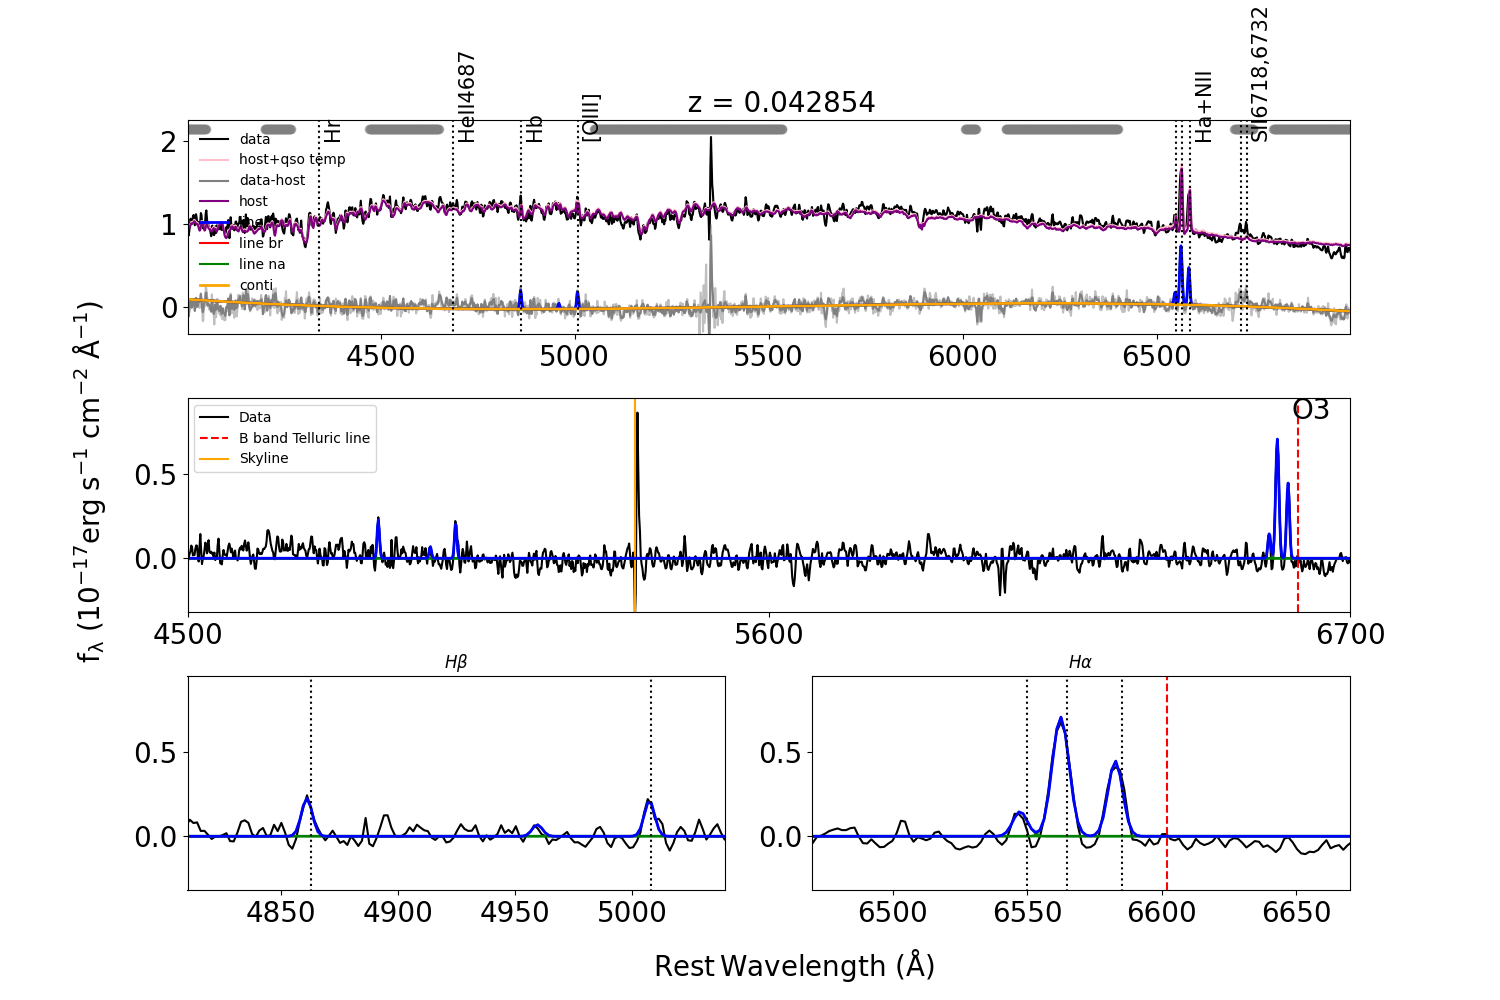 z = 0.042854
Hr
HeII4687
Hb
[OIII]
Ha+NII
SII6718,6732
data
host+qso temp
data-host
host
line br
line na
conti
2
1
0
4500
5000
5500
6000
6500
Data
B band Telluric line
Skyline
O3
0.5
0.0
4500
5600
6700
fλ (10⁻¹⁷erg s⁻¹ cm⁻² Å⁻¹)
Hβ
0.5
0.0
4850
4900
4950
5000
Hα
0.5
0.0
6500
6550
6600
6650
Rest Wavelength (Å)